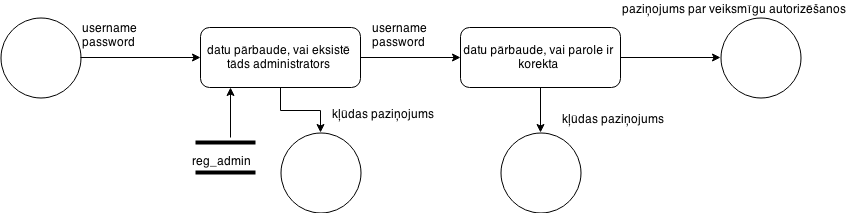 paziņojums par veiksmīgu autorizēšanos
username
password
datu pārbaude, vai eksistē
tāds administrators
username
password
datu pārbaude, vai parole ir
korekta
kļūdas paziņojums
kļūdas paziņojums
reg_admin